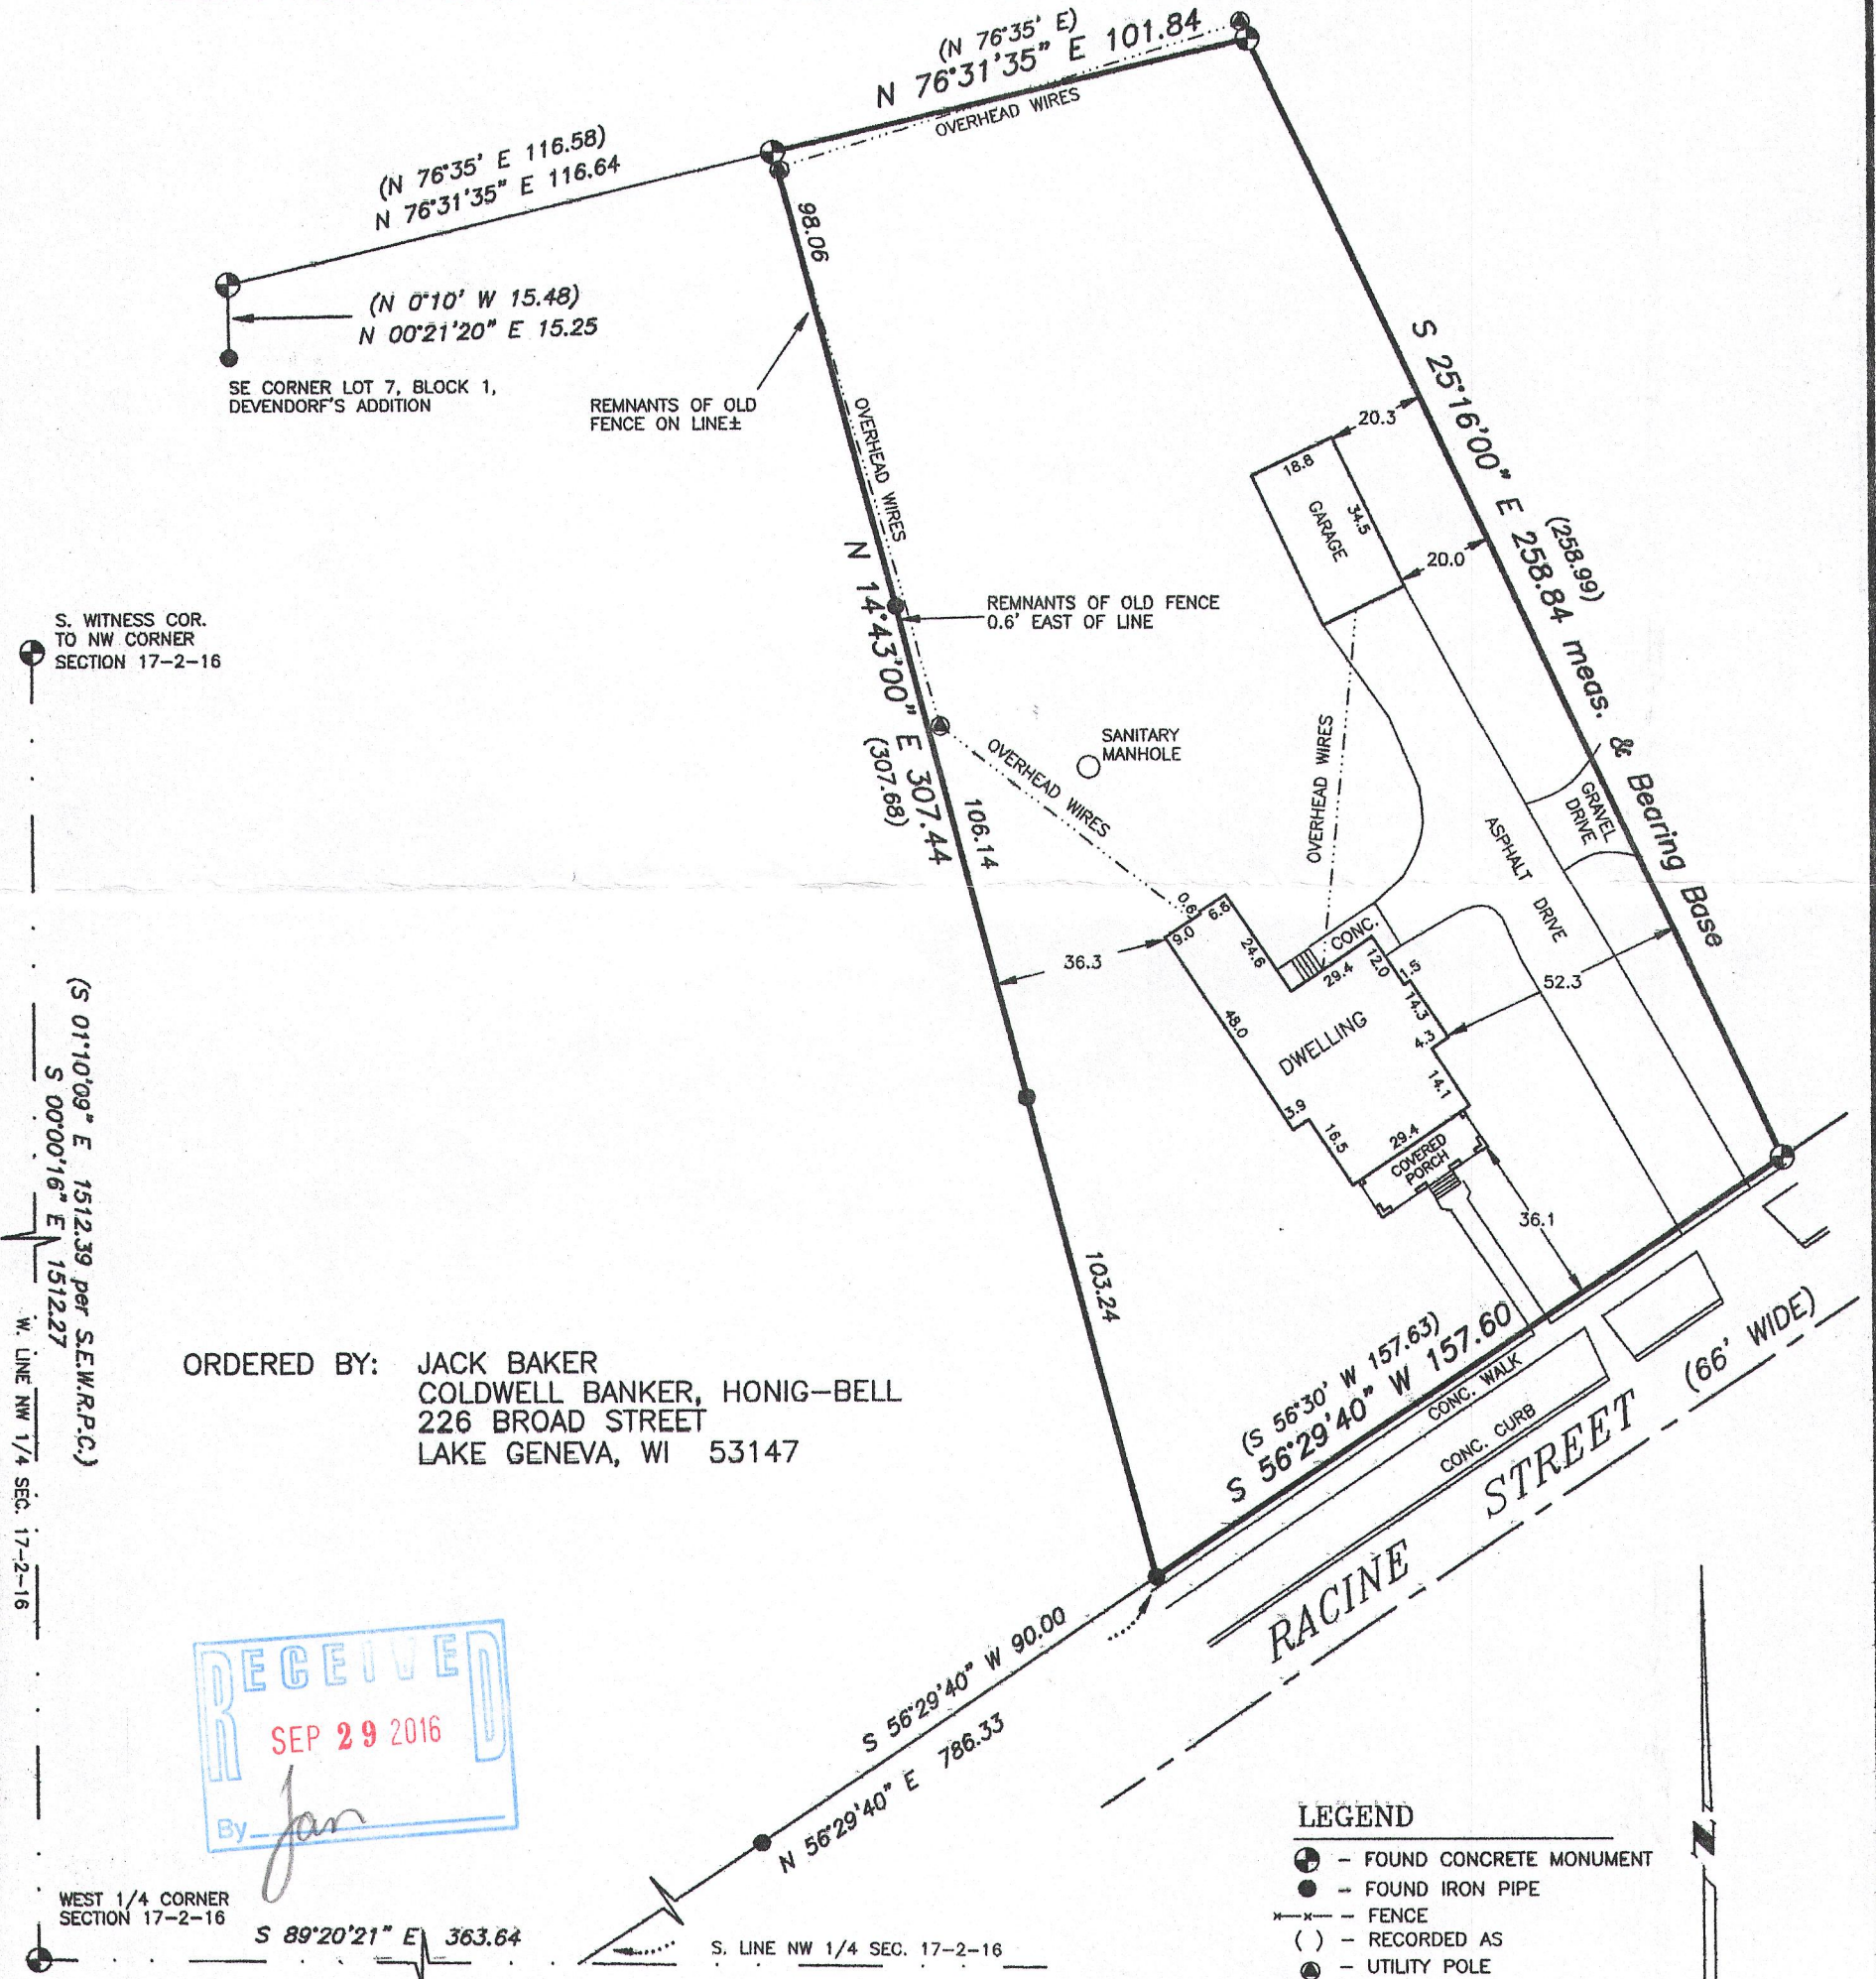 (N 76°35' E)
N 76°31'35" E 101.84
OVERHEAD WIRES
(N 76°35' E 116.58)
N 76°31'35" E 116.64
(N 0°10' W 15.48)
N 00°21'20" E 15.25
SE CORNER LOT 7, BLOCK 1,
DEVENDORF'S ADDITION
98.06
REMNANTS OF OLD
FENCE ON LINE±
OVERHEAD WIRES
S 25°16'00" E 258.84 meas. & Bearing Base
(258.99)
20.3
18.8
34.5
GARAGE
20.0
N 14°43'00" E 307.44
(307.68)
REMNANTS OF OLD FENCE
0.6' EAST OF LINE
S. WITNESS COR.
TO NW CORNER
SECTION 17-2-16
SANITARY
MANHOLE
OVERHEAD WIRES
OVERHEAD WIRES
106.14
GRAVEL
DRIVE
ASPHALT DRIVE
0.6
6.6
9.0
24.6
CONC.
29.4
12.0
1.5
14.3
4.3
14.1
36.3
52.3
48.0
DWELLING
3.9
16.5
29.4
COVERED
PORCH
36.1
103.24
(S 01°10'09" E 1512.39 per S.E.W.R.P.C.)
S 00°00'16" E 1512.27
W. LINE NW 1/4 SEC. 17-2-16
ORDERED BY: JACK BAKER
COLDWELL BANKER, HONIG-BELL
226 BROAD STREET
LAKE GENEVA, WI 53147
(S 56°30' W 157.63)
S 56°29'40" W 157.60
CONC. WALK
CONC. CURB
RACINE STREET (66' WIDE)
S 56°29'40" W 90.00
N 56°29'40" E 786.33
RECEIVED
SEP 29 2016
By Jan
WEST 1/4 CORNER
SECTION 17-2-16
S 89°20'21" E 363.64
S. LINE NW 1/4 SEC. 17-2-16
LEGEND
- FOUND CONCRETE MONUMENT
- FOUND IRON PIPE
x—x— - FENCE
( ) - RECORDED AS
- UTILITY POLE
N